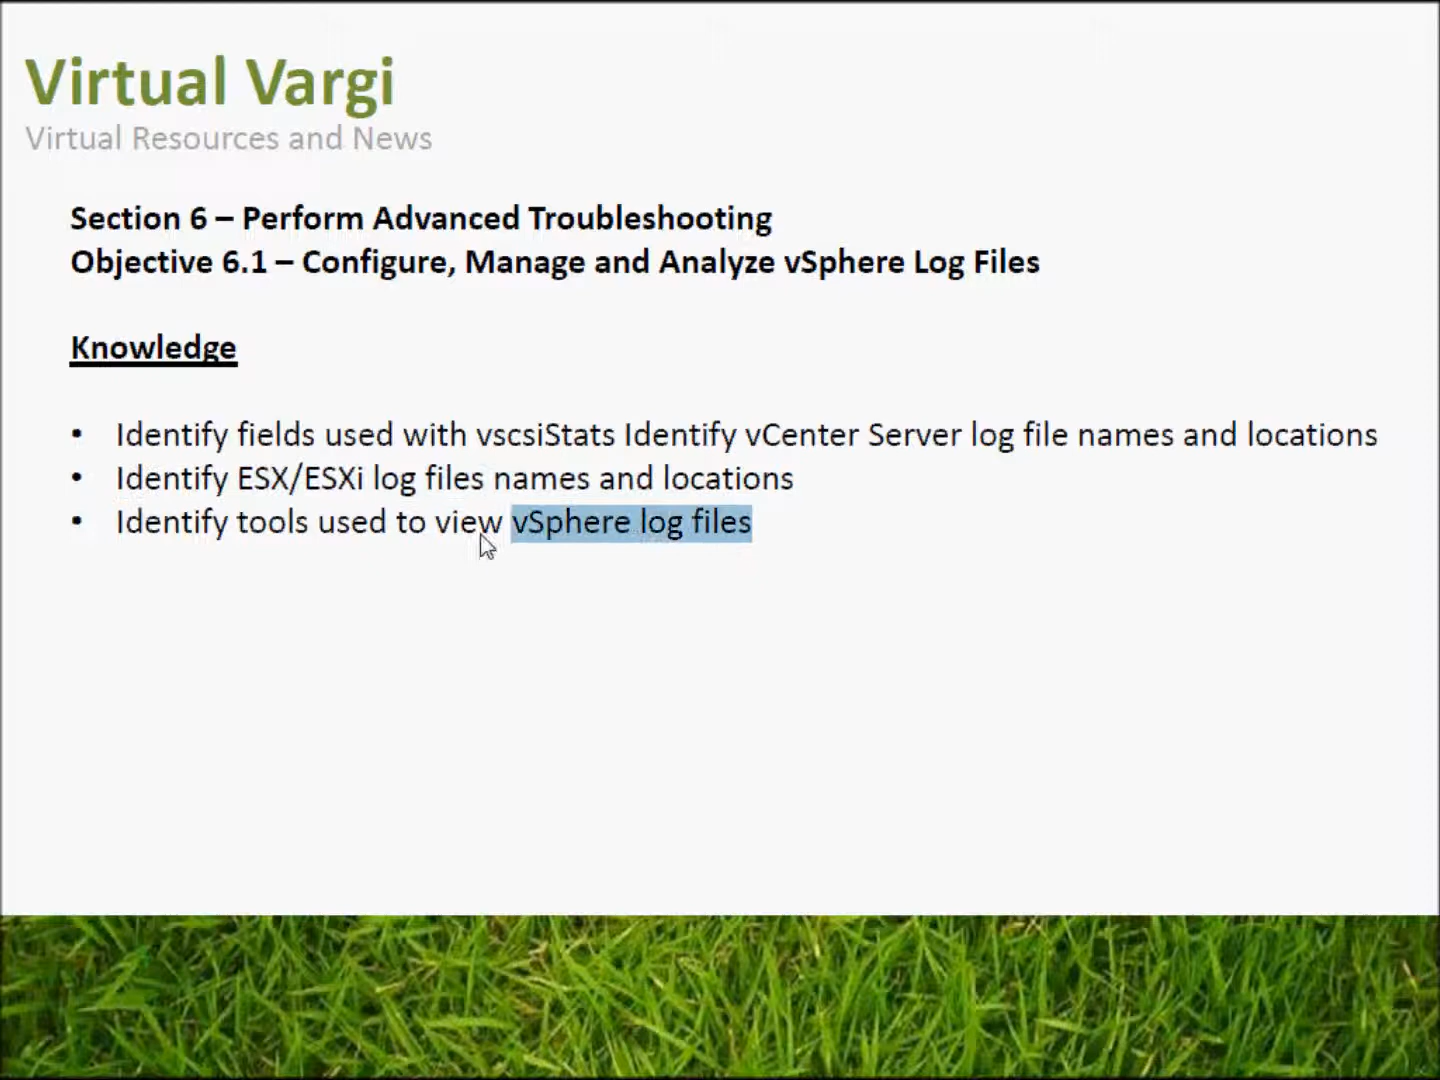 Virtual Vargi
Virtual Resources and News
Section 6 – Perform Advanced Troubleshooting
Objective 6.1 – Configure, Manage and Analyze vSphere Log Files
Knowledge
• Identify fields used with vscsiStats Identify vCenter Server log file names and locations
• Identify ESX/ESXi log files names and locations
• Identify tools used to view vSphere log files